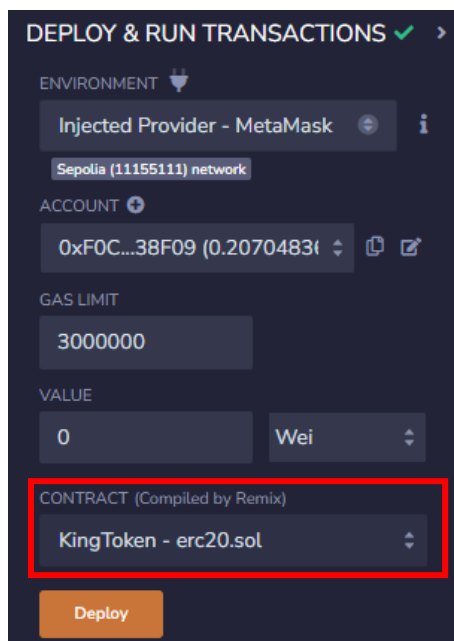 DEPLOY & RUN TRANSACTIONS
ENVIRONMENT
Injected Provider - MetaMask
Sepolia (11155111) network
ACCOUNT
0xF0C...38F09 (0.2070483
GAS LIMIT
3000000
VALUE
0 Wei
CONTRACT (Compiled by Remix)
KingToken - erc20.sol
Deploy